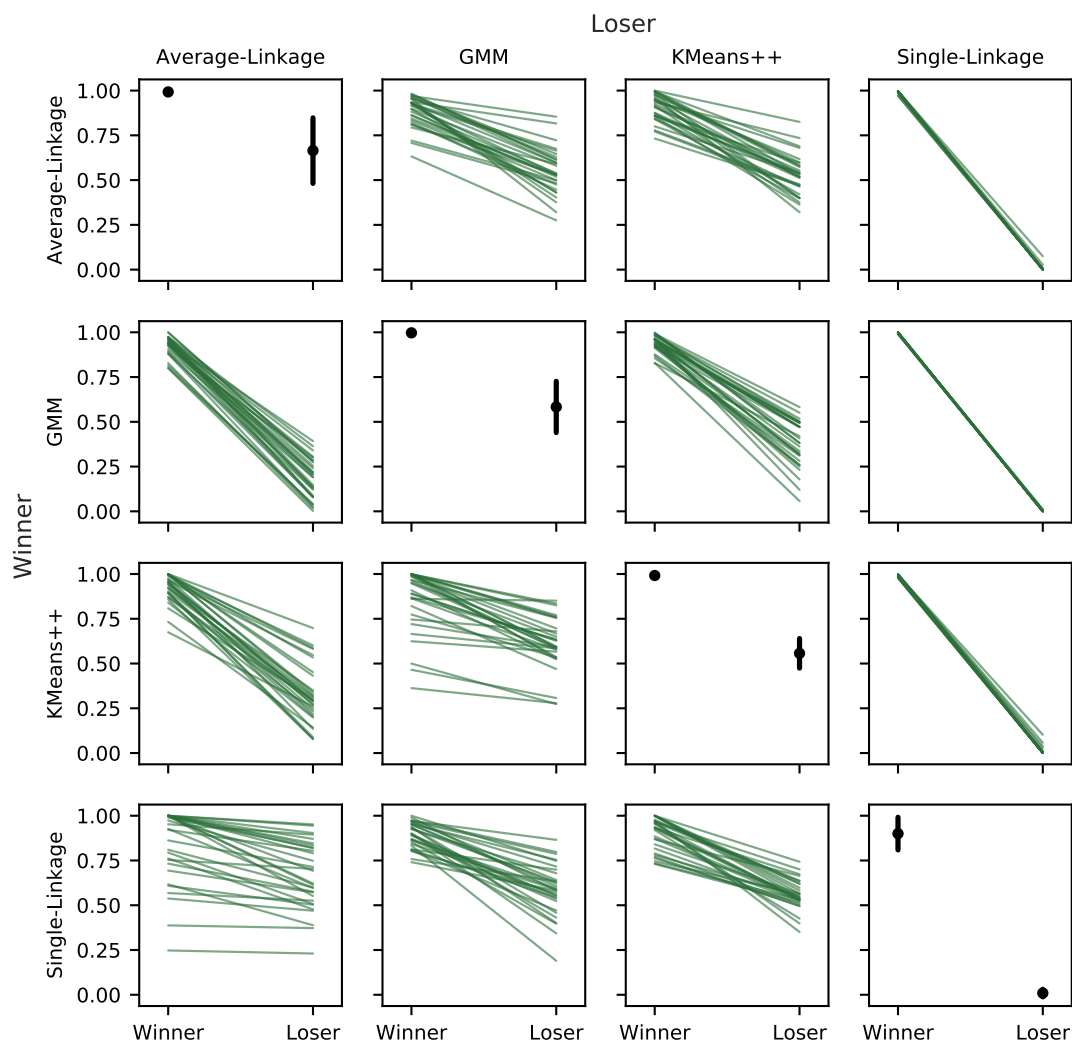 Loser
Average-Linkage GMM KMeans++ Single-Linkage
Winner
Average-Linkage
1.00
0.75
0.50
0.25
0.00
GMM
1.00
0.75
0.50
0.25
0.00
KMeans++
1.00
0.75
0.50
0.25
0.00
Single-Linkage
1.00
0.75
0.50
0.25
0.00
Winner Loser Winner Loser Winner Loser Winner Loser